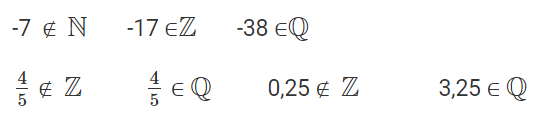 -7 ∉ ℕ -17 ∈ℤ -38 ∈ℚ
4/5 ∉ ℤ 4/5 ∈ ℚ 0,25 ∉ ℤ 3,25 ∈ ℚ